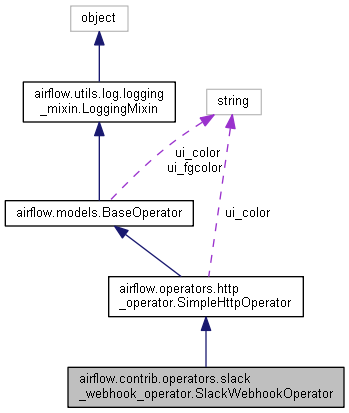 object
airflow.utils.log.logging
_mixin.LoggingMixin
string
ui_color
ui_fgcolor
airflow.models.BaseOperator
ui_color
airflow.operators.http
_operator.SimpleHttpOperator
airflow.contrib.operators.slack
_webhook_operator.SlackWebhookOperator